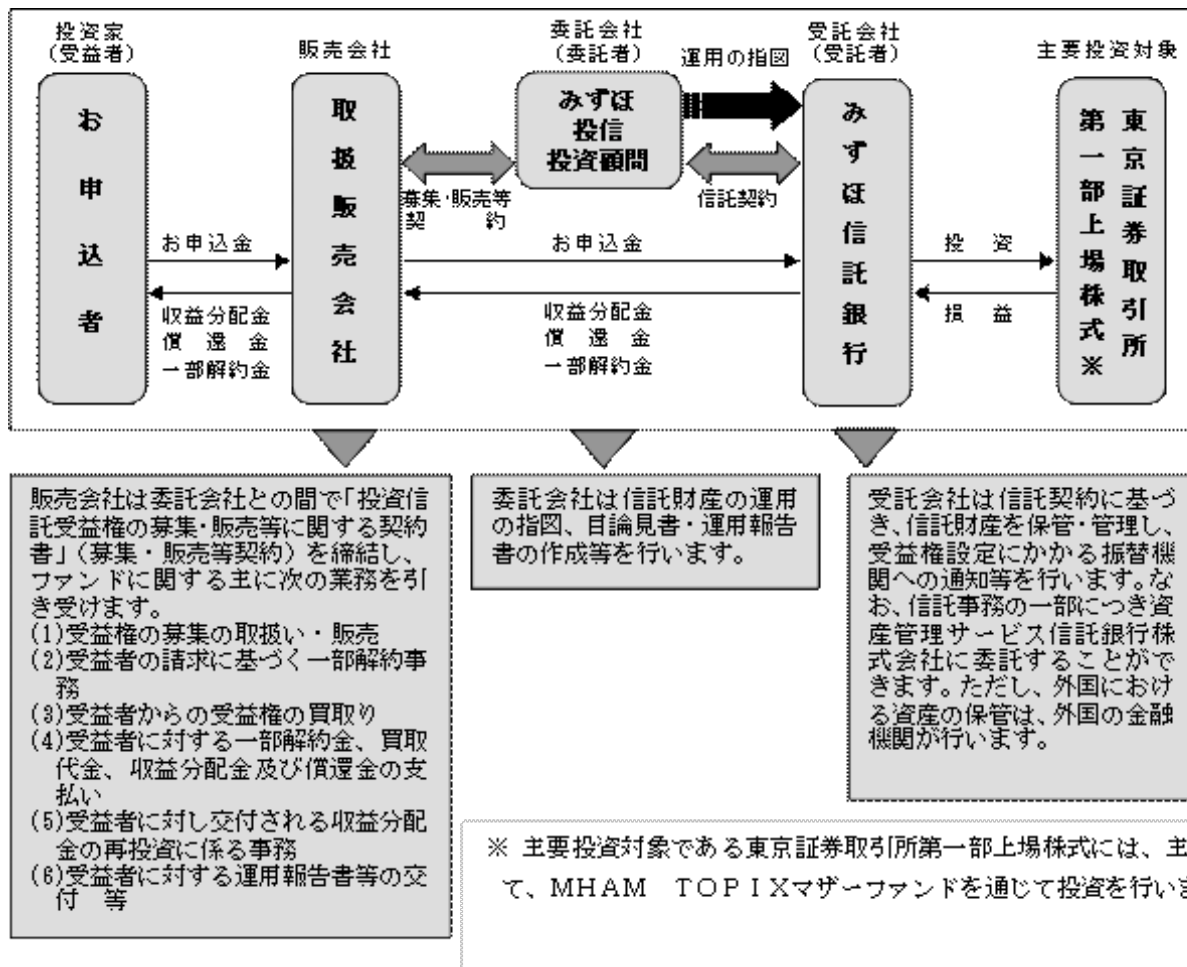 投資家
（受益者）
お申込者
販売会社
取扱販売会社
委託会社
（委託者）
みずほ
投信
投資顧問
運用の指図
受託会社
（受託者）
みずほ信託銀行
主要投資対象
東京証券取引所
第一部上場株式※
募集・販売等
契　　約
信託契約
お申込金
収益分配金
償　還　金
一部解約金
お申込金
収益分配金
償　還　金
一部解約金
投　資
損　益
販売会社は委託会社との間で「投資信
託受益権の募集・販売等に関する契約
書」（募集・販売等契約）を締結し、
ファンドに関する主に次の業務を引
き受けます。
(1)受益権の募集の取扱い・販売
(2)受益者の請求に基づく一部解約事
務
(3)受益者からの受益権の買取り
(4)受益者に対する一部解約金、買取
代金、収益分配金及び償還金の支
払い
(5)受益者に対し交付される収益分配
金の再投資に係る事務
(6)受益者に対する運用報告書等の交
付　等
委託会社は信託財産の運用
の指図、目論見書・運用報告
書の作成等を行います。
受託会社は信託契約に基づ
き、信託財産を保管・管理し、
受益権設定にかかる振替機
関への通知等を行います。な
お、信託事務の一部につき資
産管理サービス信託銀行株
式会社に委託することがで
きます。ただし、外国におけ
る資産の保管は、外国の金融
機関が行います。
※ 主要投資対象である東京証券取引所第一部上場株式には、主
て、ＭＨＡＭ　ＴＯＰＩＸマザーファンドを通じて投資を行いま